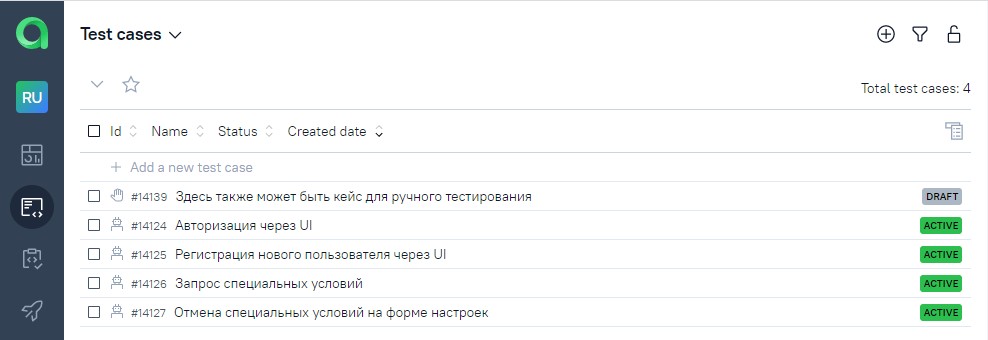 Test cases
RU
Total test cases: 4
Id Name Status Created date
+ Add a new test case
#14139 Здесь также может быть кейс для ручного тестирования DRAFT
#14124 Авторизация через UI ACTIVE
#14125 Регистрация нового пользователя через UI ACTIVE
#14126 Запрос специальных условий ACTIVE
#14127 Отмена специальных условий на форме настроек ACTIVE